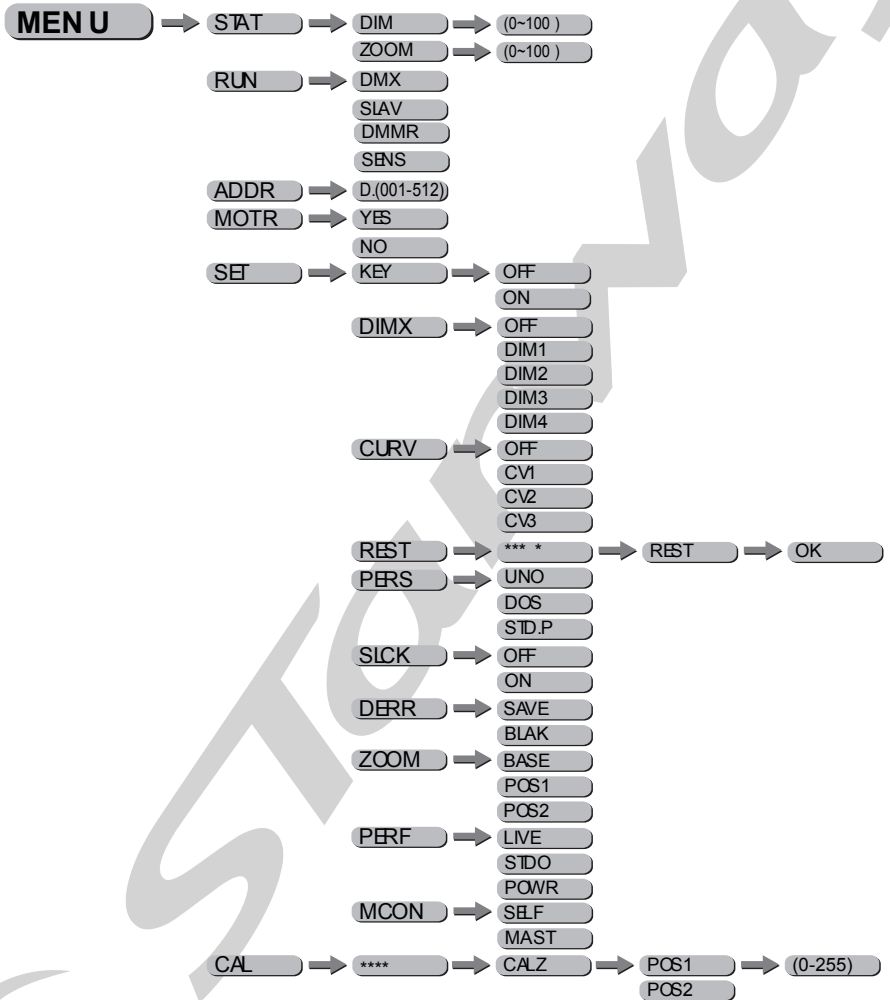 MENU STAT DIM (0~100 )
ZOOM (0~100 )
RUN DMX
SLAV
DMMR
SENS
ADDR D.(001-512)
MOTR YES
NO
SET KEY OFF
ON
DIMX OFF
DIM1
DIM2
DIM3
DIM4
CURV OFF
CV1
CV2
CV3
REST *** * REST OK
PERS UNO
DOS
STD.P
SLCK OFF
ON
DERR SAVE
BLAK
ZOOM BASE
POS1
POS2
PERF LIVE
STDO
POWR
MCON SELF
MAST
CAL **** CALZ POS1 (0-255)
POS2